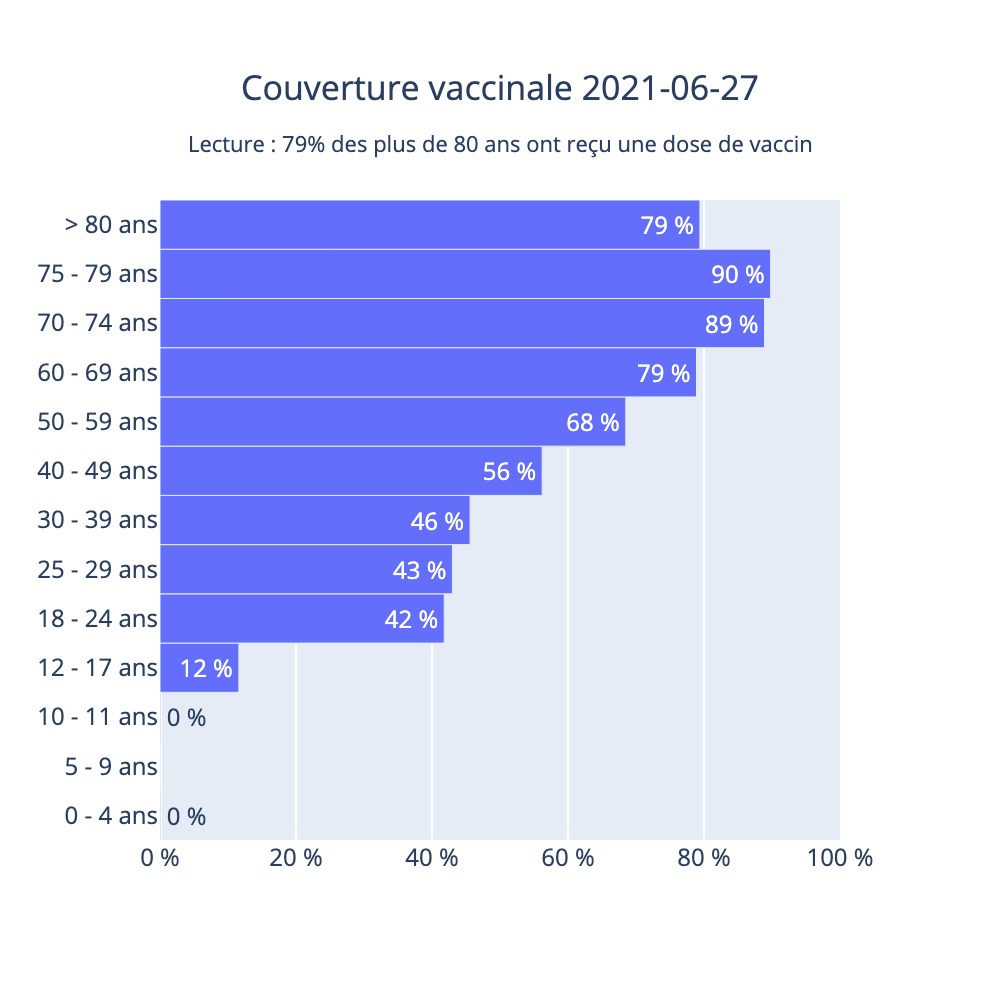 Couverture vaccinale 2021-06-27
Lecture : 79% des plus de 80 ans ont reçu une dose de vaccin
> 80 ans 79 %
75 - 79 ans 90 %
70 - 74 ans 89 %
60 - 69 ans 79 %
50 - 59 ans 68 %
40 - 49 ans 56 %
30 - 39 ans 46 %
25 - 29 ans 43 %
18 - 24 ans 42 %
12 - 17 ans 12 %
10 - 11 ans 0 %
5 - 9 ans
0 - 4 ans 0 %
0 % 20 % 40 % 60 % 80 % 100 %